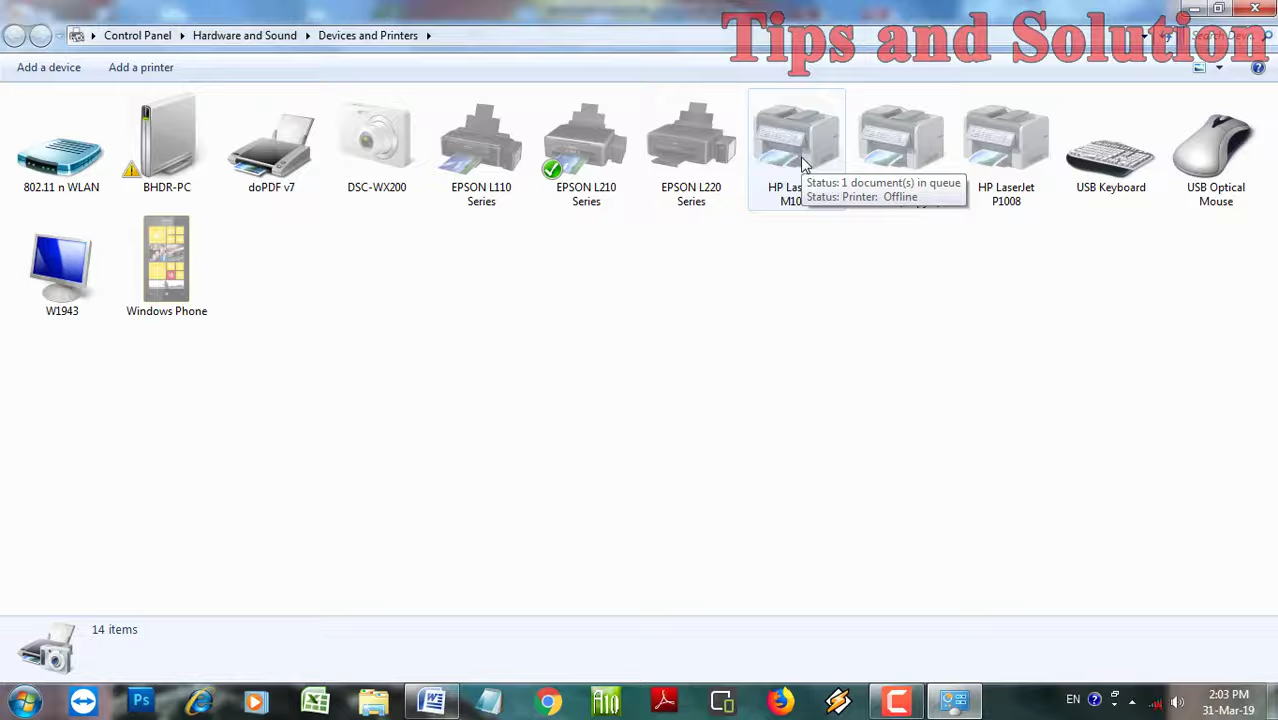 Tips and Solution
Control Panel
Hardware and Sound
Devices and Printers
Add a device
Add a printer
802.11 n WLAN
BHDR-PC
doPDF v7
DSC-WX200
EPSON L110
Series
EPSON L210
Series
EPSON L220
Series
HP
Status: 1 document(s) in queue
Status: Printer: Offline
HP LaserJet
P1008
USB Keyboard
USB Optical
Mouse
W1943
Windows Phone
14 items
Ps
A10
EN
2:03 PM
31-Mar-19